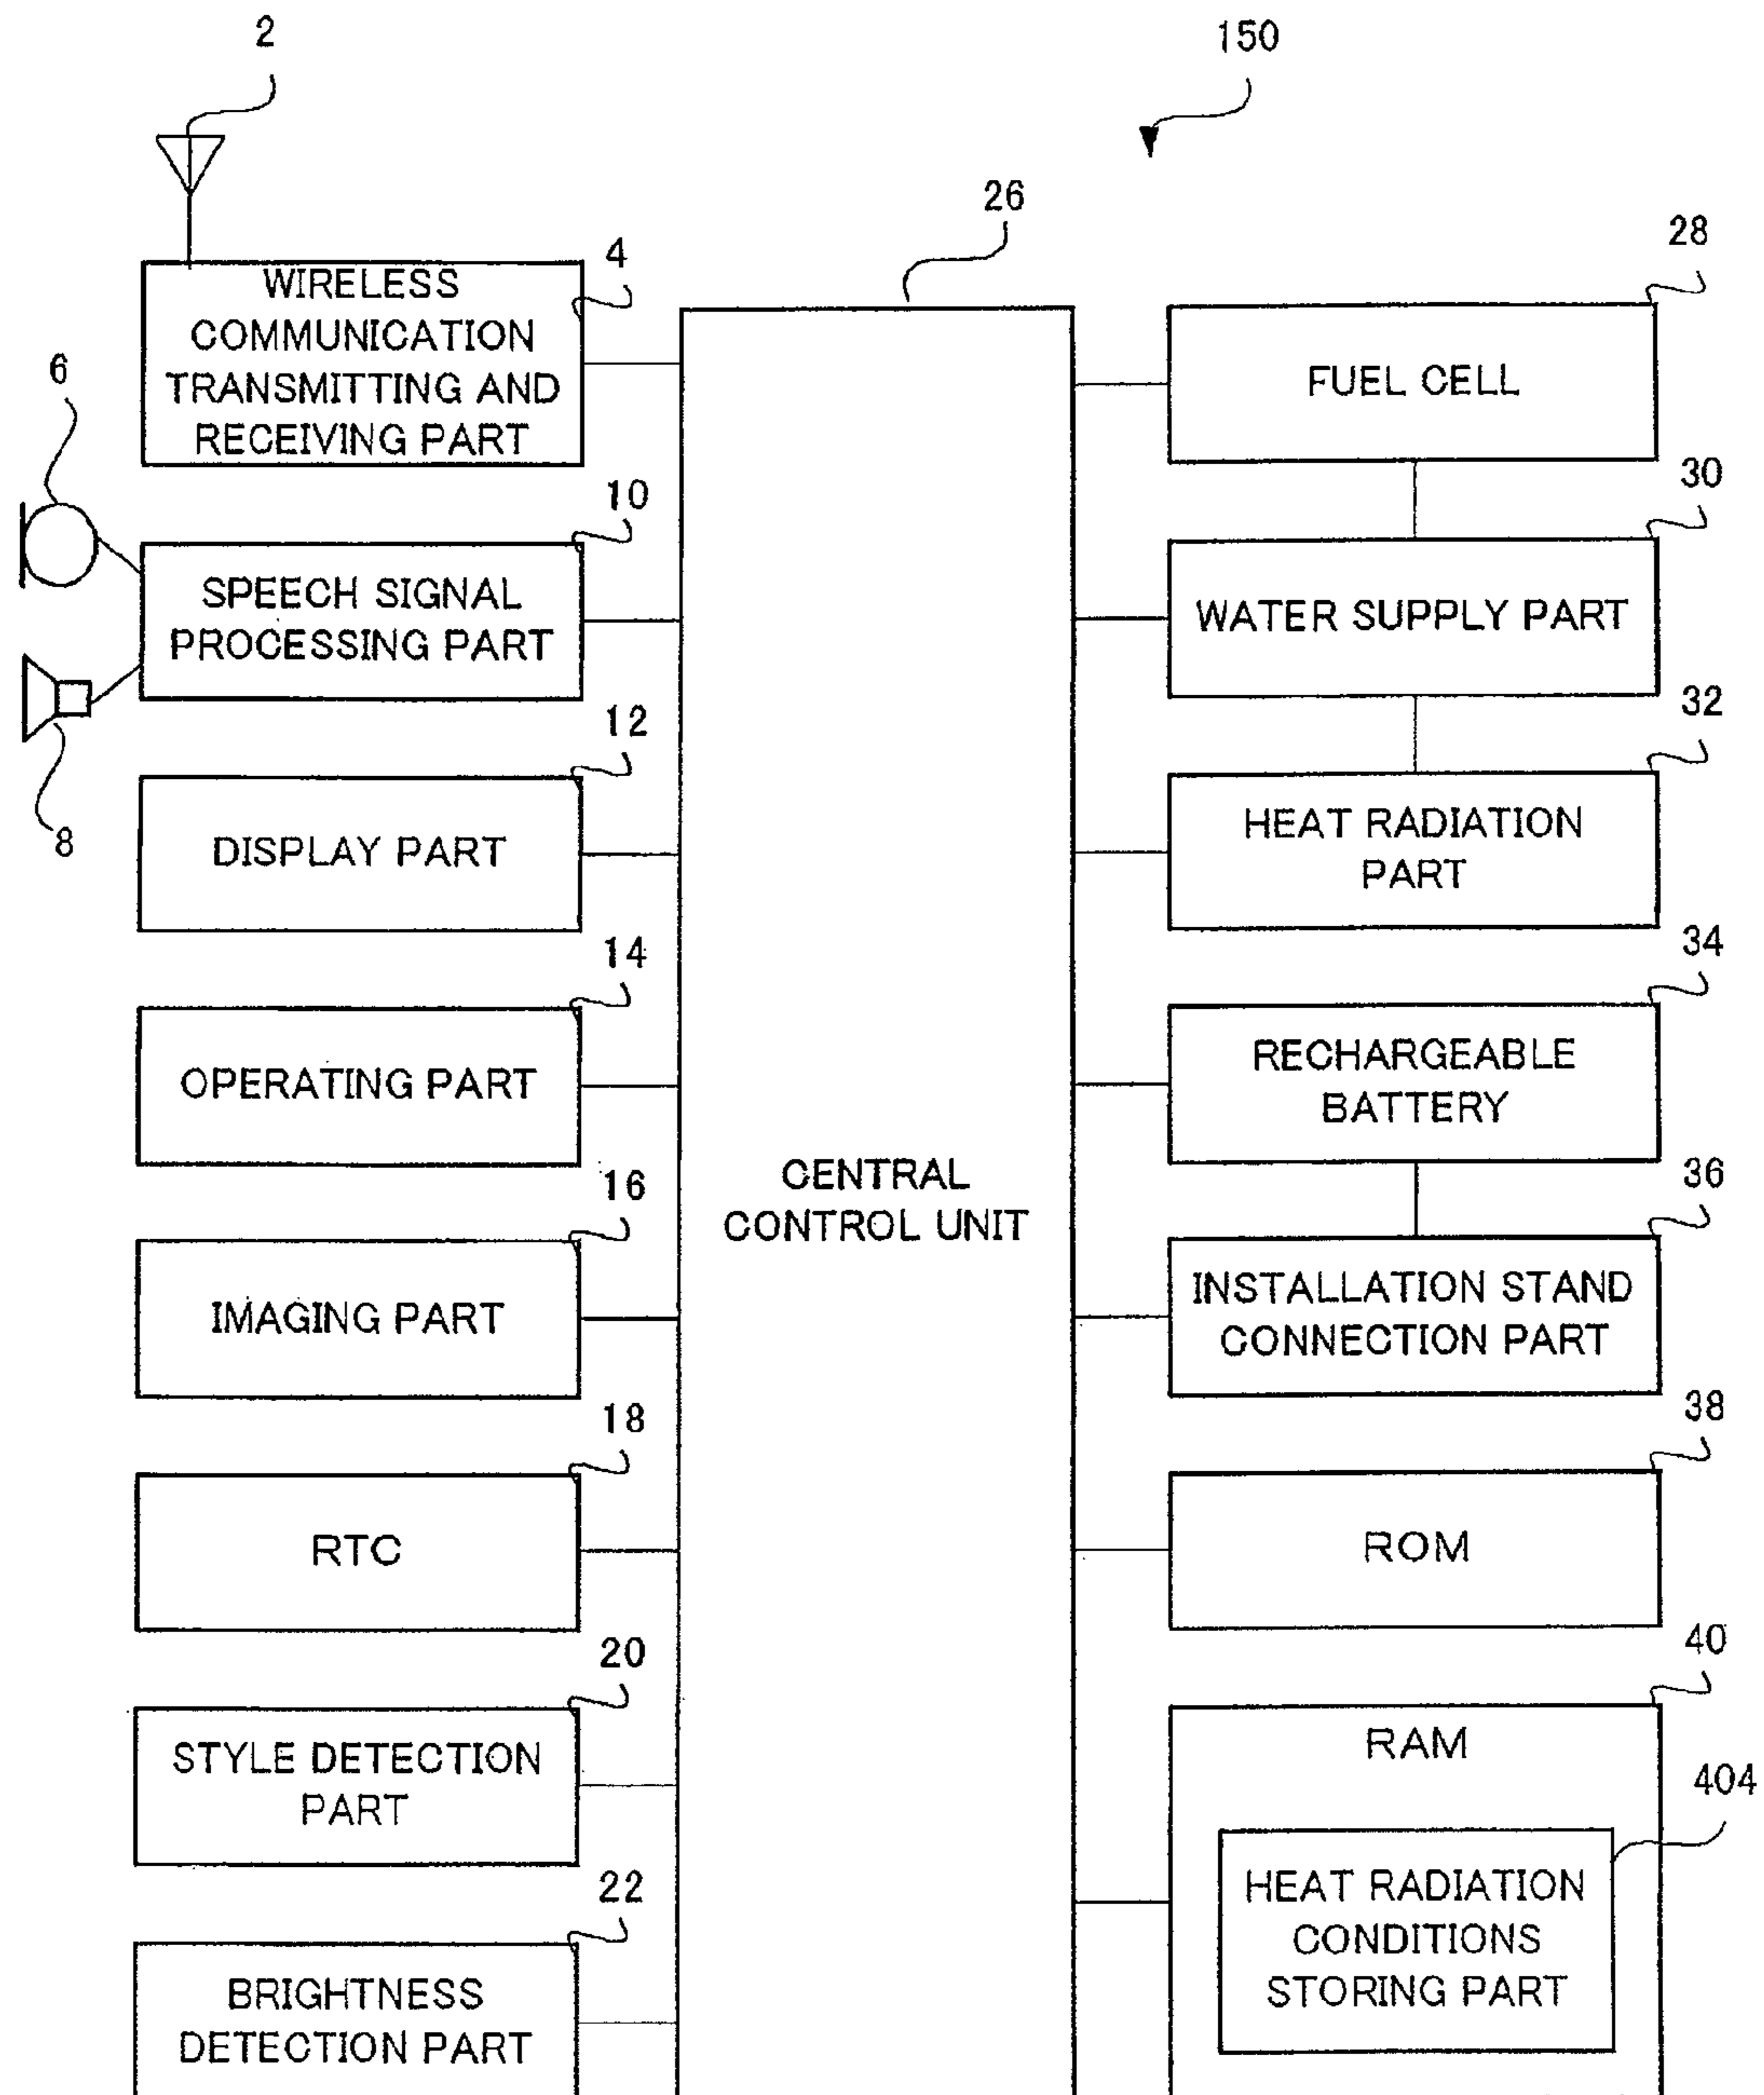 2
150
26
4
WIRELESS
COMMUNICATION
TRANSMITTING AND
RECEIVING PART
28
FUEL CELL
6
10
SPEECH SIGNAL
PROCESSING PART
30
WATER SUPPLY PART
8
12
DISPLAY PART
32
HEAT RADIATION
PART
14
OPERATING PART
34
RECHARGEABLE
BATTERY
CENTRAL
CONTROL UNIT
16
IMAGING PART
36
INSTALLATION STAND
CONNECTION PART
18
RTC
38
ROM
20
STYLE DETECTION
PART
40
RAM
404
HEAT RADIATION
CONDITIONS
STORING PART
22
BRIGHTNESS
DETECTION PART